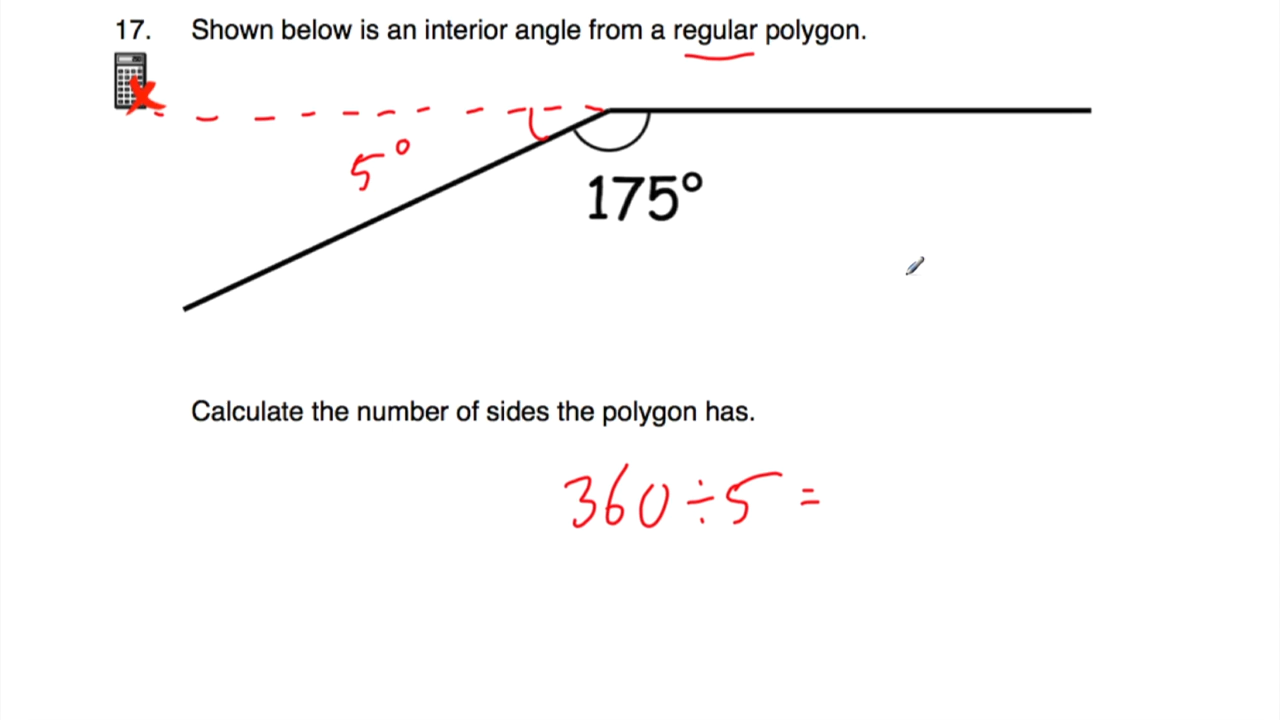 17. Shown below is an interior angle from a regular polygon.
5°
175°
Calculate the number of sides the polygon has.
360÷5=